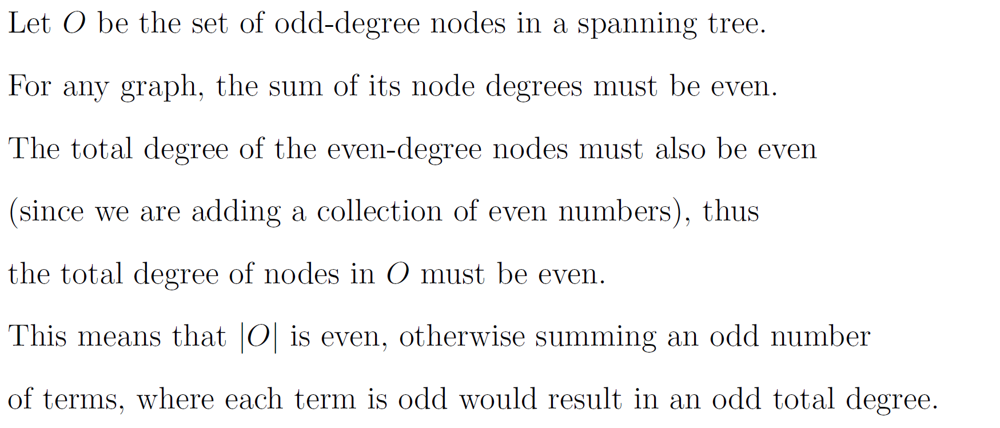 Let O be the set of odd-degree nodes in a spanning tree.
For any graph, the sum of its node degrees must be even.
The total degree of the even-degree nodes must also be even
(since we are adding a collection of even numbers), thus
the total degree of nodes in O must be even.
This means that |O| is even, otherwise summing an odd number
of terms, where each term is odd would result in an odd total degree.